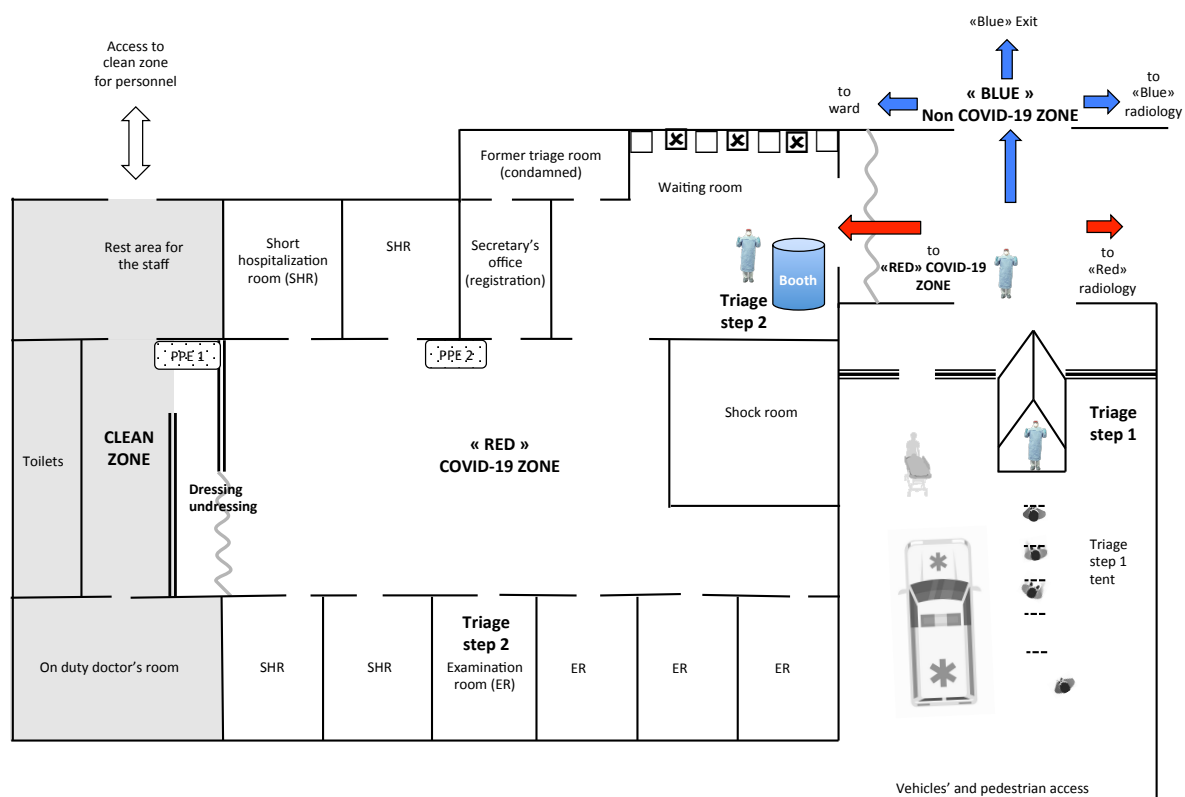 «Blue» Exit
Access to
clean zone
for personnel
to
ward
« BLUE »
Non COVID-19 ZONE
to
«Blue»
radiology
Former triage room
(condamned)
Waiting room
Rest area for
the staff
Short
hospitalization
room (SHR)
SHR
Secretary's
office
(registration)
Booth
Triage
step 2
to
«RED» COVID-19
ZONE
to
«Red»
radiology
PPE 1
PPE 2
Toilets
CLEAN
ZONE
Dressing
undressing
« RED »
COVID-19 ZONE
Shock room
Triage
step 1
Triage
step 1
tent
On duty doctor's room
SHR
SHR
Triage
step 2
Examination
room (ER)
ER
ER
ER
Vehicles' and pedestrian access